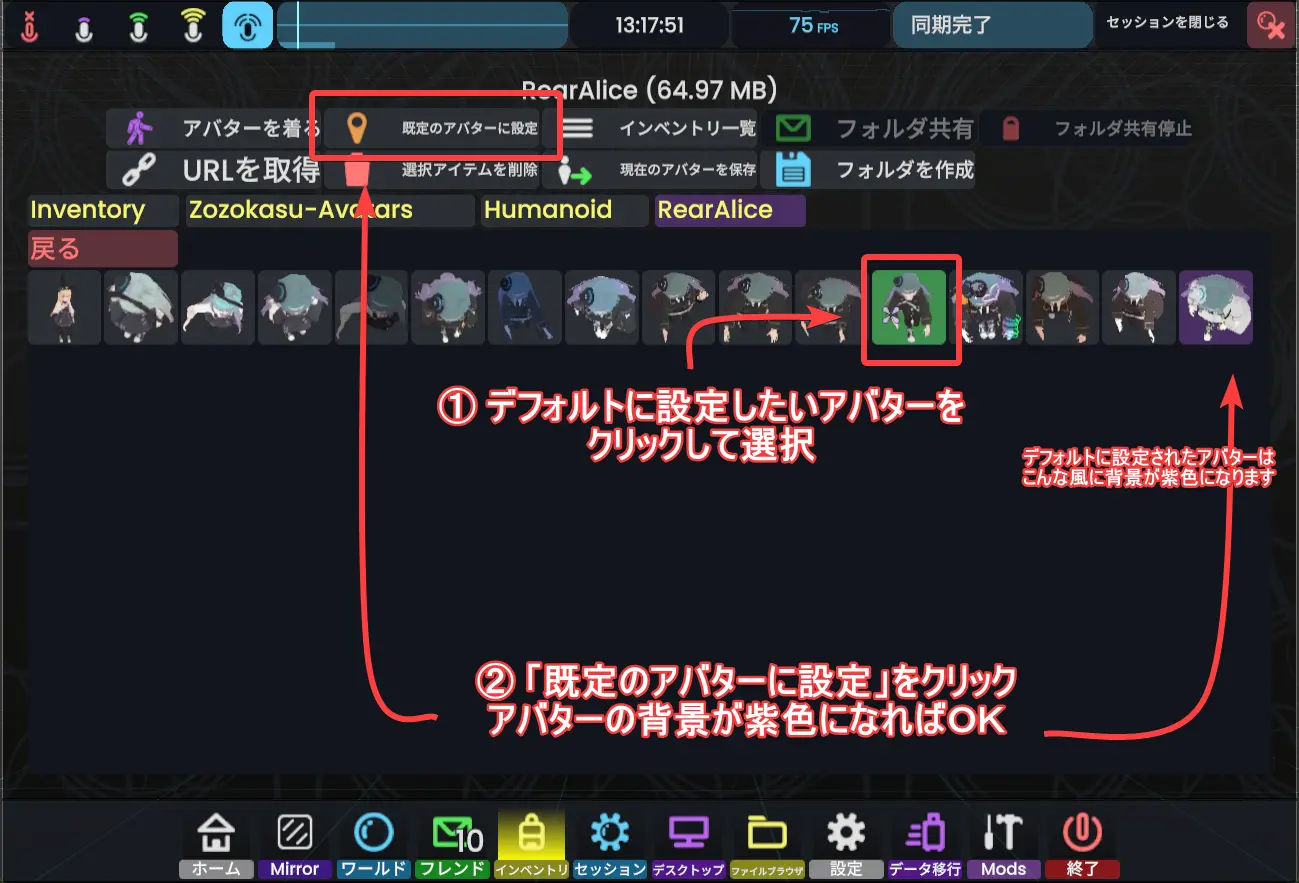 13:17:51
75 FPS
同期完了
セッションを閉じる
RearAlice (64.97 MB)
アバターを着る
既定のアバターに設定
インベントリ一覧
フォルダ共有
フォルダ共有停止
URLを取得
選択アイテムを削除
現在のアバターを保存
フォルダを作成
Inventory
Zozokasu-Avatars
Humanoid
RearAlice
戻る
① デフォルトに設定したいアバターを
クリックして選択
デフォルトに設定されたアバターは
こんな風に背景が紫色になります
② 「既定のアバターに設定」をクリック
アバターの背景が紫色になればOK
10
ホーム
Mirror
ワールド
フレンド
インベントリ
セッション
デスクトップ
ファイルブラウザ
設定
データ移行
Mods
終了